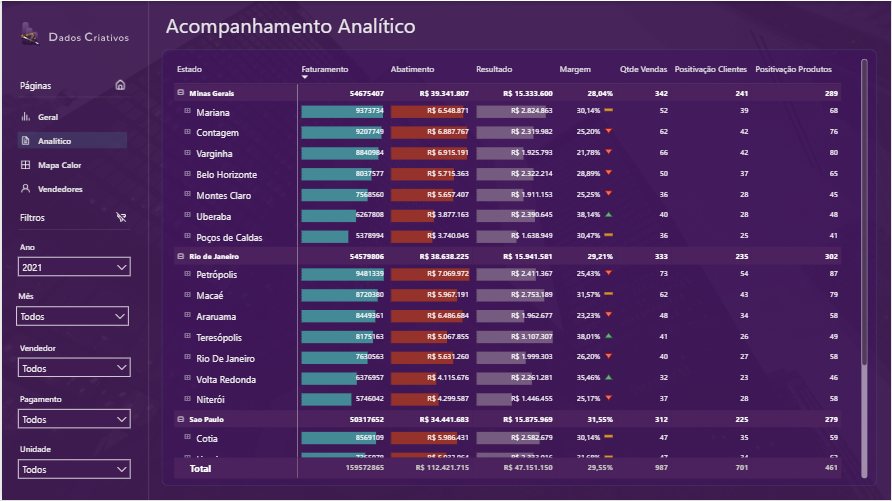 Acompanhamento Analítico
Dados Criativos
Páginas
Geral
Analítico
Mapa Calor
Vendedores
Filtros
Ano
2021
Mês
Todos
Vendedor
Todos
Pagamento
Todos
Unidade
Todos
Estado Faturamento Abatimento Resultado Margem Qtde Vendas Positivação Clientes Positivação Produtos
Minas Gerais 54675407 R$ 39.341.807 R$ 15.333.600 28,04% 342 241 289
Mariana 9373734 R$ 6.548.871 R$ 2.824.863 30,14% 52 39 68
Contagem 9207749 R$ 6.887.767 R$ 2.319.982 25,20% 62 42 76
Varginha 8840984 R$ 6.915.191 R$ 1.925.793 21,78% 66 42 80
Belo Horizonte 8037577 R$ 5.715.363 R$ 2.322.214 28,89% 50 37 65
Montes Claro 7568560 R$ 5.657.407 R$ 1.911.153 25,25% 36 28 45
Uberaba 6267808 R$ 3.877.163 R$ 2.390.645 38,14% 40 28 48
Poços de Caldas 5378994 R$ 3.740.045 R$ 1.638.949 30,47% 36 25 41
Rio de Janeiro 54579806 R$ 38.638.225 R$ 15.941.581 29,21% 333 235 302
Petrópolis 9481339 R$ 7.069.972 R$ 2.411.367 25,43% 73 54 87
Macaé 8720380 R$ 5.967.191 R$ 2.753.189 31,57% 62 43 79
Araruama 8449361 R$ 6.486.684 R$ 1.962.677 23,23% 48 34 58
Teresópolis 8175163 R$ 5.067.855 R$ 3.107.307 38,01% 41 26 49
Rio De Janeiro 7630563 R$ 5.631.260 R$ 1.999.303 26,20% 40 27 58
Volta Redonda 6376957 R$ 4.115.676 R$ 2.261.281 35,46% 32 23 46
Niterói 5746042 R$ 4.299.587 R$ 1.446.455 25,17% 37 28 58
Sao Paulo 50317652 R$ 34.441.683 R$ 15.875.969 31,55% 312 225 279
Cotia 8569109 R$ 5.986.431 R$ 2.582.679 30,14% 47 35 59
Total 159572865 R$ 112.421.715 R$ 47.151.150 29,55% 987 701 461